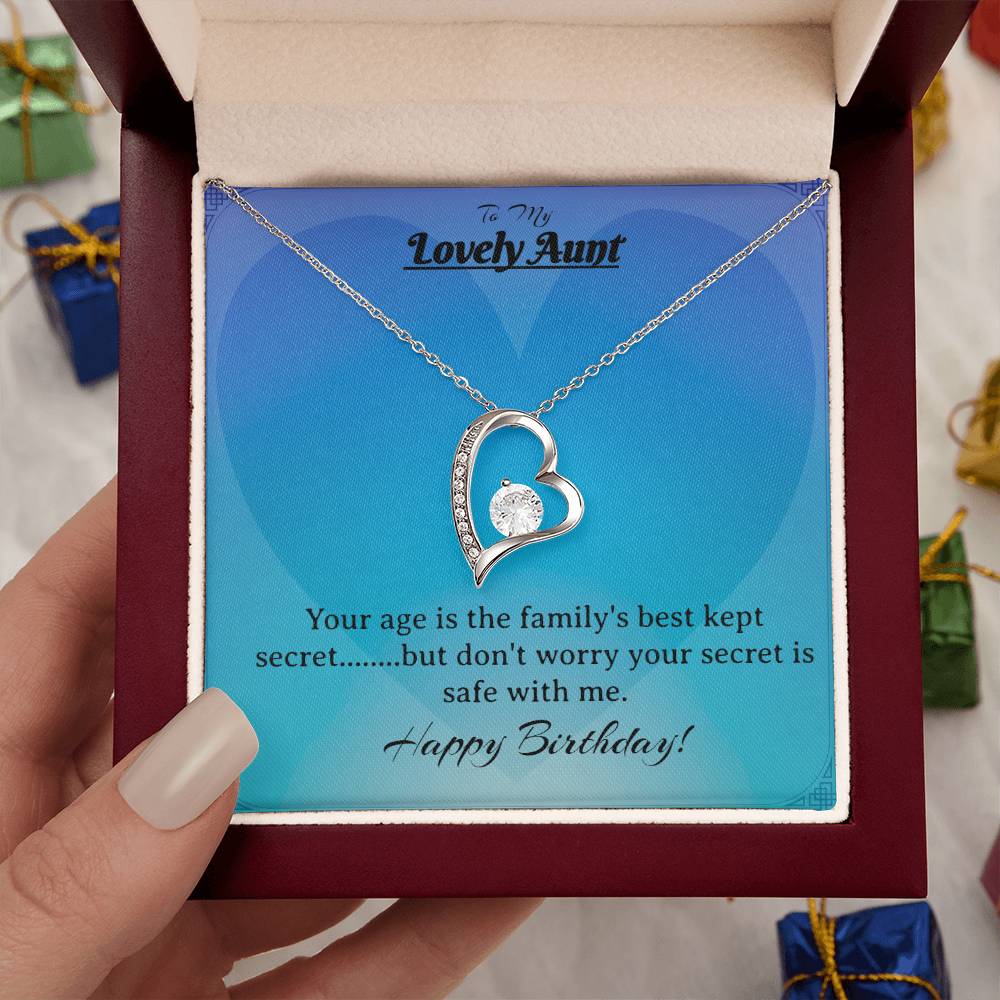 To My
Lovely Aunt
Your age is the family's best kept
secret........but don't worry your secret is
safe with me.
Happy Birthday!